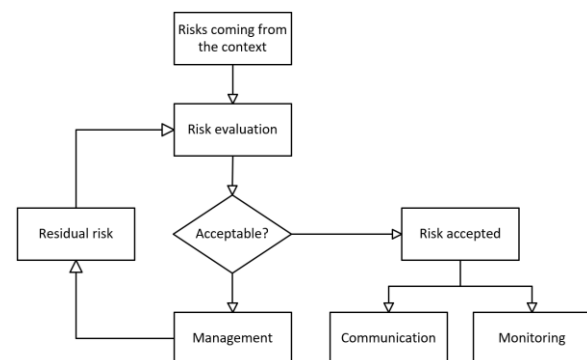 Risks coming from
the context
Risk evaluation
Residual risk
Acceptable?
Risk accepted
Management
Communication
Monitoring